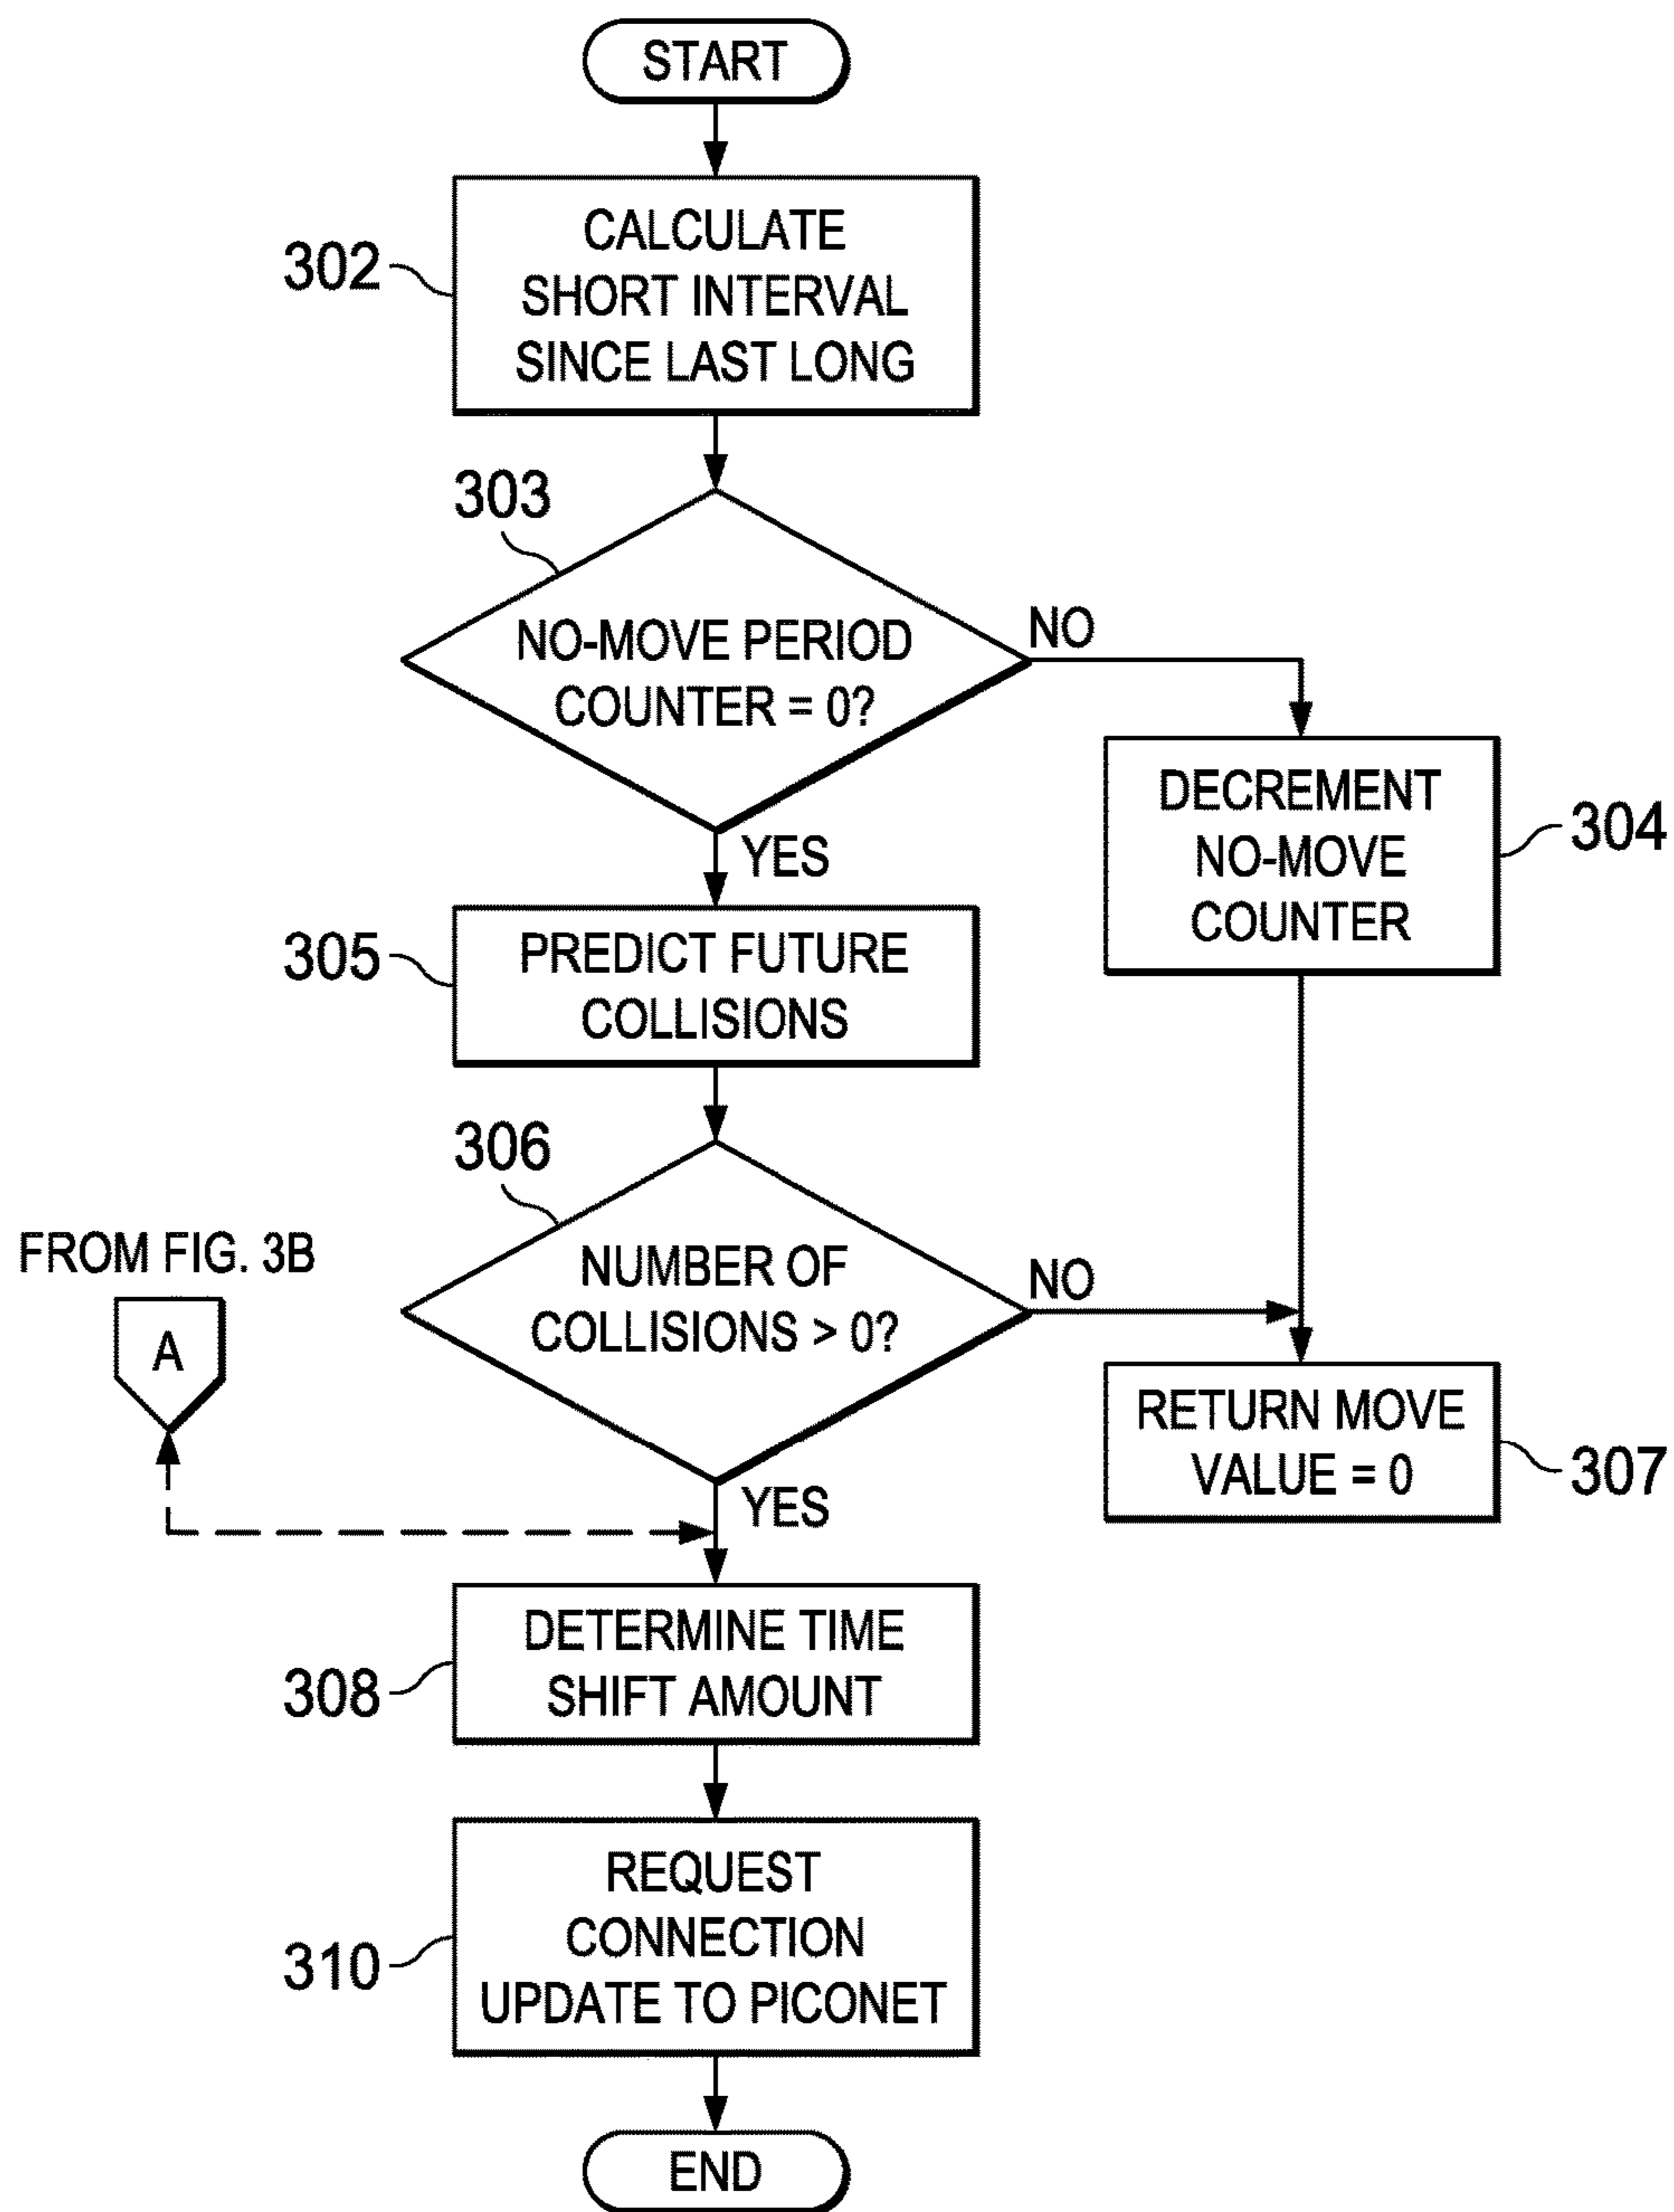 START
302
CALCULATE
SHORT INTERVAL
SINCE LAST LONG
303
NO-MOVE PERIOD
COUNTER = 0?
NO
YES
DECREMENT
NO-MOVE
COUNTER
304
305
PREDICT FUTURE
COLLISIONS
306
NUMBER OF
COLLISIONS > 0?
NO
YES
FROM FIG. 3B
A
RETURN MOVE
VALUE = 0
307
308
DETERMINE TIME
SHIFT AMOUNT
310
REQUEST
CONNECTION
UPDATE TO PICONET
END